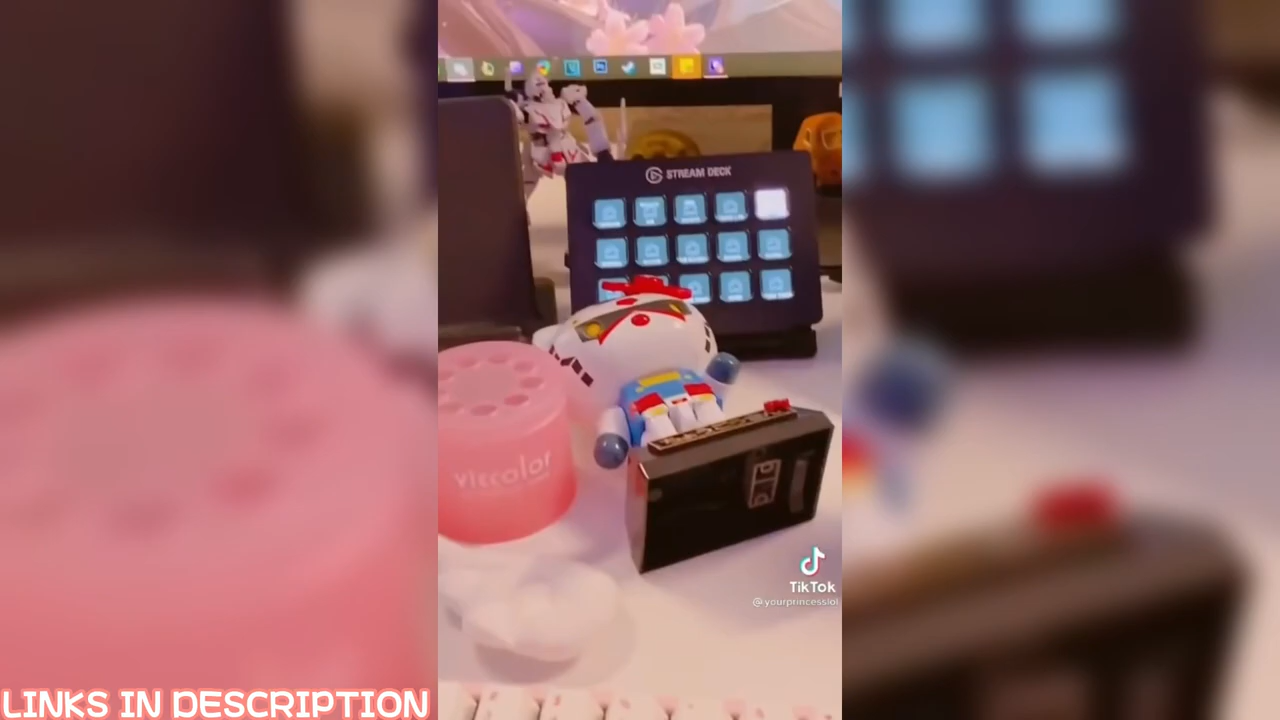 STREAM DECK
viccolor
TikTok
@yourprincesslol
LINKS IN DESCRIPTION